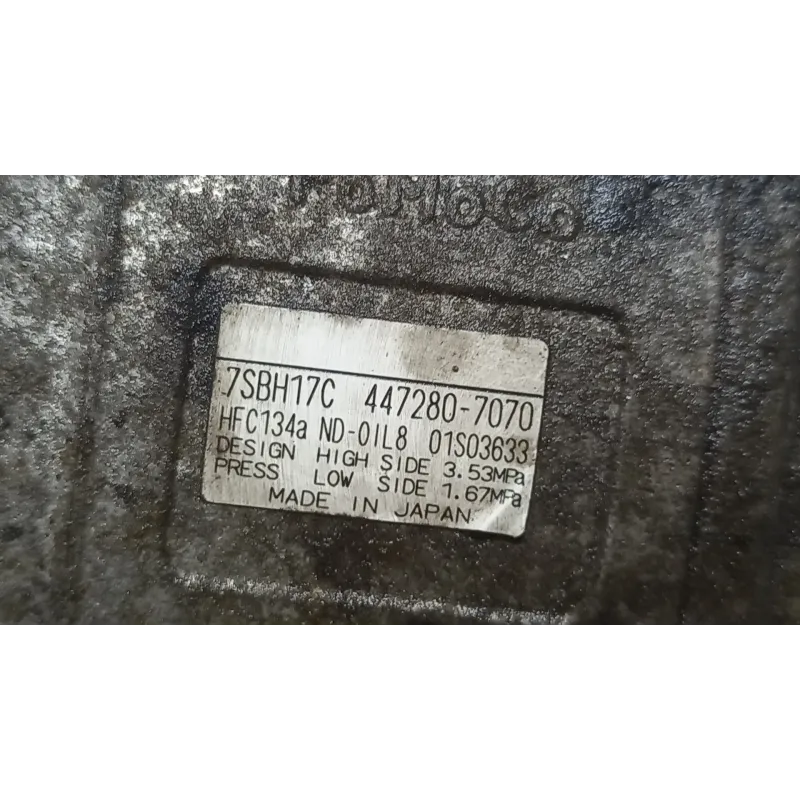 7SBH17C 447280-7070
HFC134a ND-OIL8 01S03633
DESIGN HIGH SIDE 3.53MPa
PRESS LOW SIDE 1.67MPa
MADE IN JAPAN